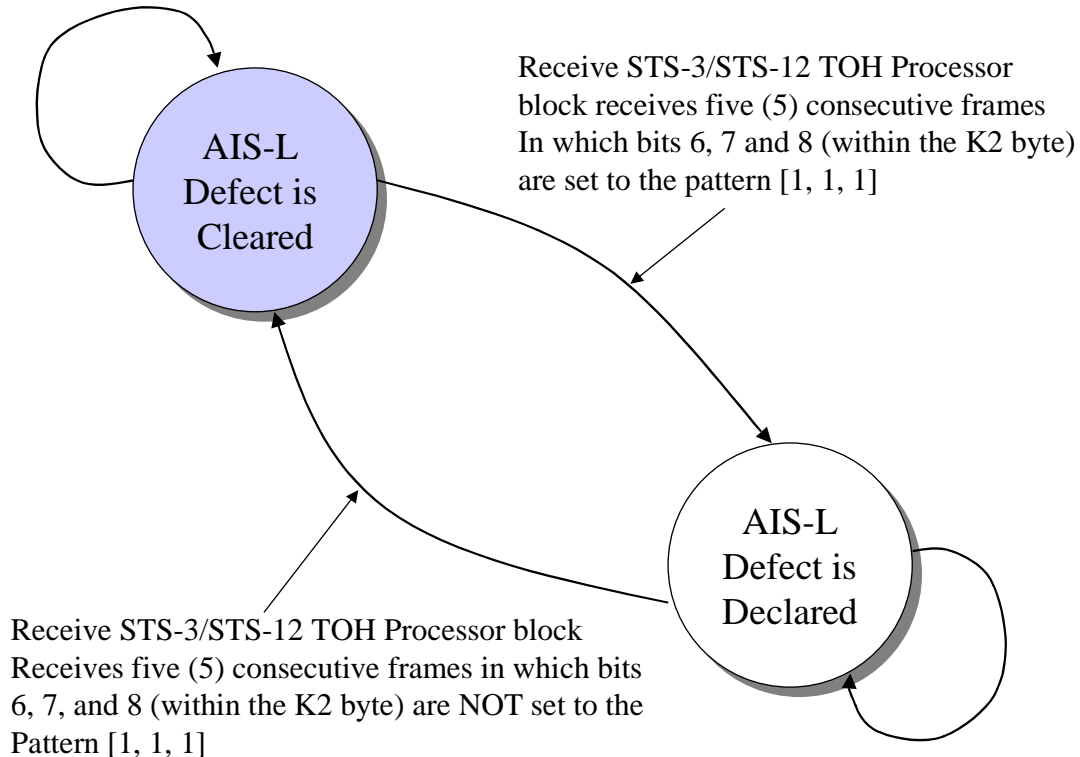 Receive STS-3/STS-12 TOH Processor
block receives five (5) consecutive frames
In which bits 6, 7 and 8 (within the K2 byte)
are set to the pattern [1, 1, 1]
AIS-L
Defect is
Cleared
AIS-L
Defect is
Declared
Receive STS-3/STS-12 TOH Processor block
Receives five (5) consecutive frames in which bits
6, 7, and 8 (within the K2 byte) are NOT set to the
Pattern [1, 1, 1]